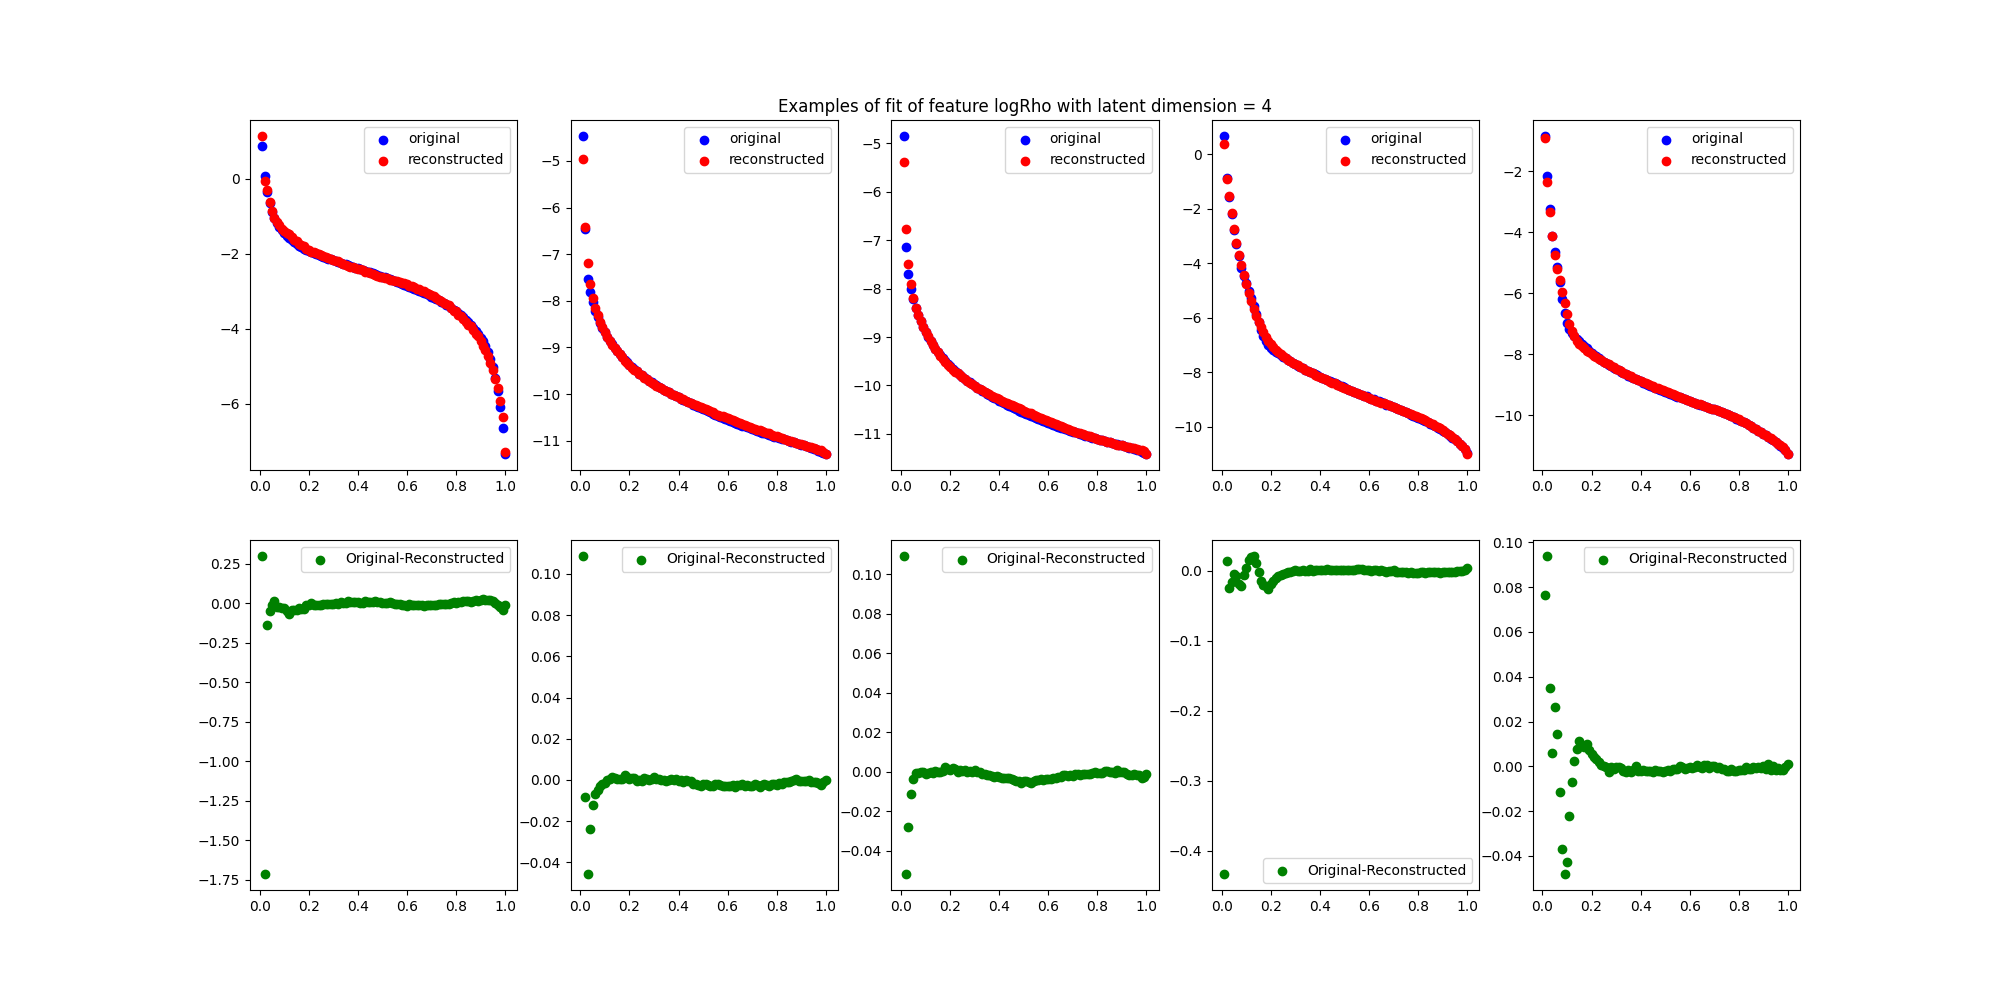 Examples of fit of feature logRho with latent dimension = 4
original
reconstructed
0
−2
−4
−6
0.0 0.2 0.4 0.6 0.8 1.0
original
reconstructed
−5
−6
−7
−8
−9
−10
−11
0.0 0.2 0.4 0.6 0.8 1.0
original
reconstructed
−5
−6
−7
−8
−9
−10
−11
0.0 0.2 0.4 0.6 0.8 1.0
original
reconstructed
0
−2
−4
−6
−8
−10
0.0 0.2 0.4 0.6 0.8 1.0
original
reconstructed
−2
−4
−6
−8
−10
0.0 0.2 0.4 0.6 0.8 1.0
Original-Reconstructed
0.25
0.00
−0.25
−0.50
−0.75
−1.00
−1.25
−1.50
−1.75
0.0 0.2 0.4 0.6 0.8 1.0
Original-Reconstructed
0.10
0.08
0.06
0.04
0.02
0.00
−0.02
−0.04
0.0 0.2 0.4 0.6 0.8 1.0
Original-Reconstructed
0.10
0.08
0.06
0.04
0.02
0.00
−0.02
−0.04
0.0 0.2 0.4 0.6 0.8 1.0
0.0
−0.1
−0.2
−0.3
−0.4
Original-Reconstructed
0.0 0.2 0.4 0.6 0.8 1.0
Original-Reconstructed
0.10
0.08
0.06
0.04
0.02
0.00
−0.02
−0.04
0.0 0.2 0.4 0.6 0.8 1.0